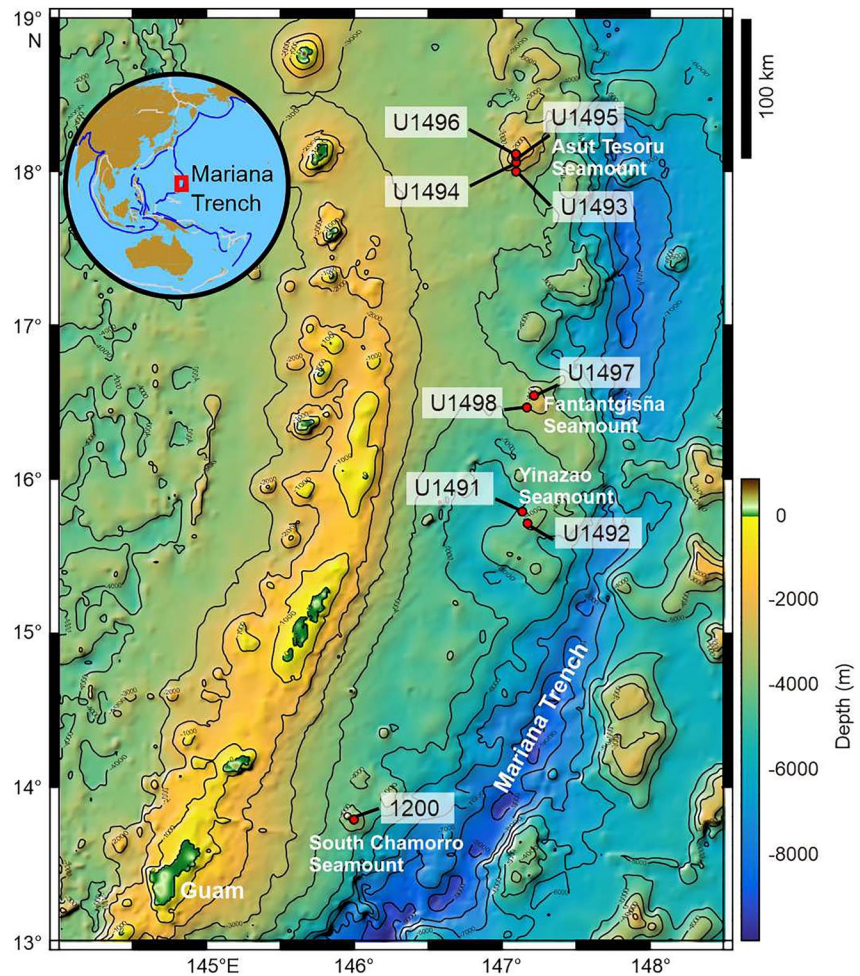 19°
N
U1496
U1495
100 km
Asùt Tesoru
Seamount
18°
Mariana
Trench
U1494
U1493
17°
U1497
U1498
Fantantgisña
Seamount
16°
Yinazao
Seamount
U1491
U1492
0
-2000
15°
-4000
Depth (m)
Mariana Trench
-6000
14°
1200
South Chamorro
Seamount
-8000
Guam
13°
145°E
146°
147°
148°